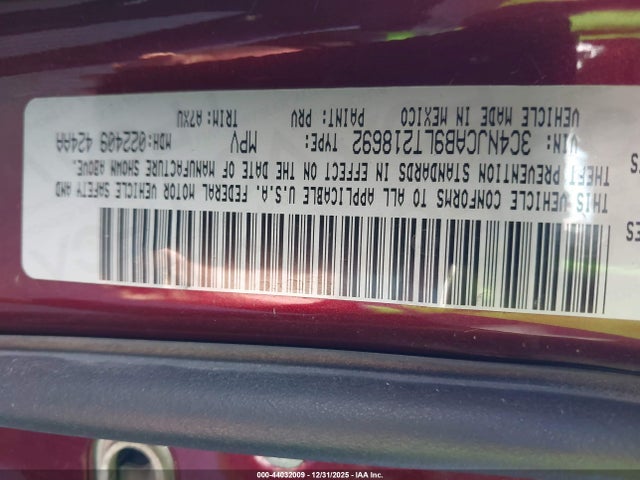 THIS VEHICLE CONFORMS TO ALL APPLICABLE U.S.A. FEDERAL MOTOR VEHICLE SAFETY AND
THEFT PREVENTION STANDARDS IN EFFECT ON THE DATE OF MANUFACTURE SHOWN ABOVE.
VIN: 3C4NJCAB9LT218692 TYPE: MPV MDH: 022409 424AA
VEHICLE MADE IN MEXICO PAINT: PRV TRIM: A7XU
000-44032009 - 12/31/2025 - IAA Inc.